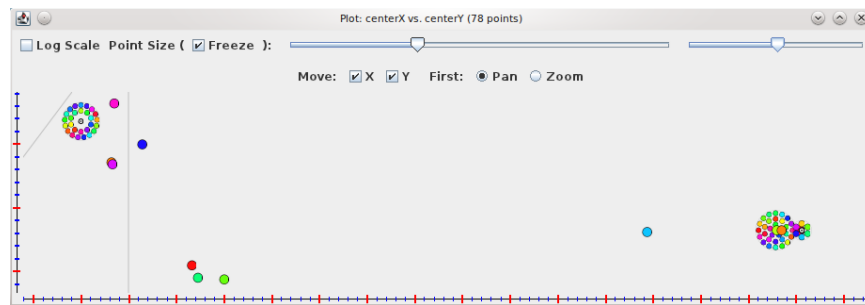 Plot: centerX vs. centerY (78 points)
Log Scale Point Size ( Freeze ):
Move: X Y First: Pan Zoom